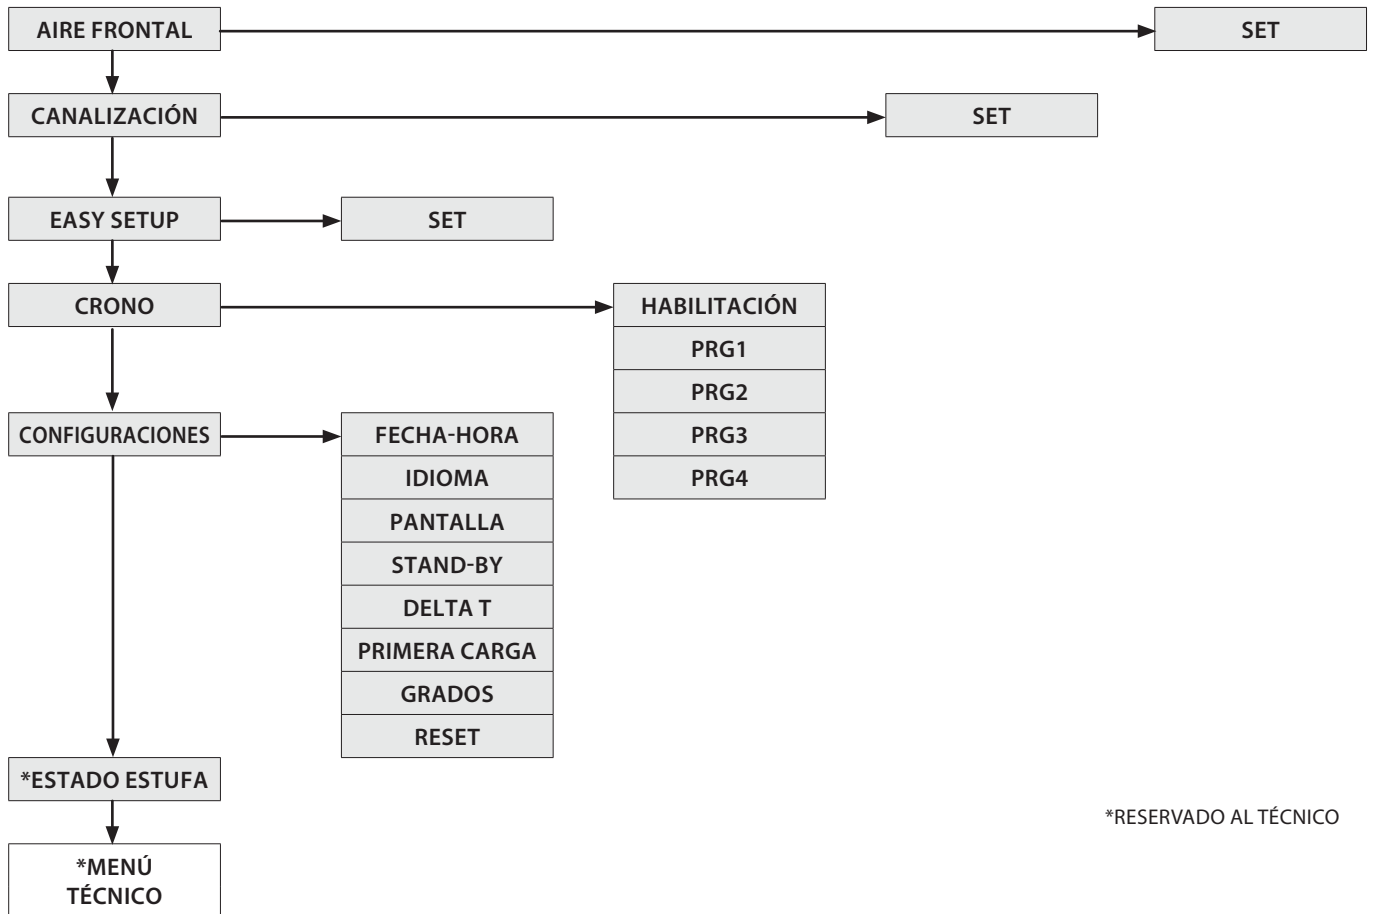 AIRE FRONTAL
SET
CANALIZACIÓN
SET
EASY SETUP
SET
CRONO
HABILITACIÓN
PRG1
PRG2
PRG3
PRG4
CONFIGURACIONES
FECHA-HORA
IDIOMA
PANTALLA
STAND-BY
DELTA T
PRIMERA CARGA
GRADOS
RESET
*ESTADO ESTUFA
*MENÚ
TÉCNICO
*RESERVADO AL TÉCNICO